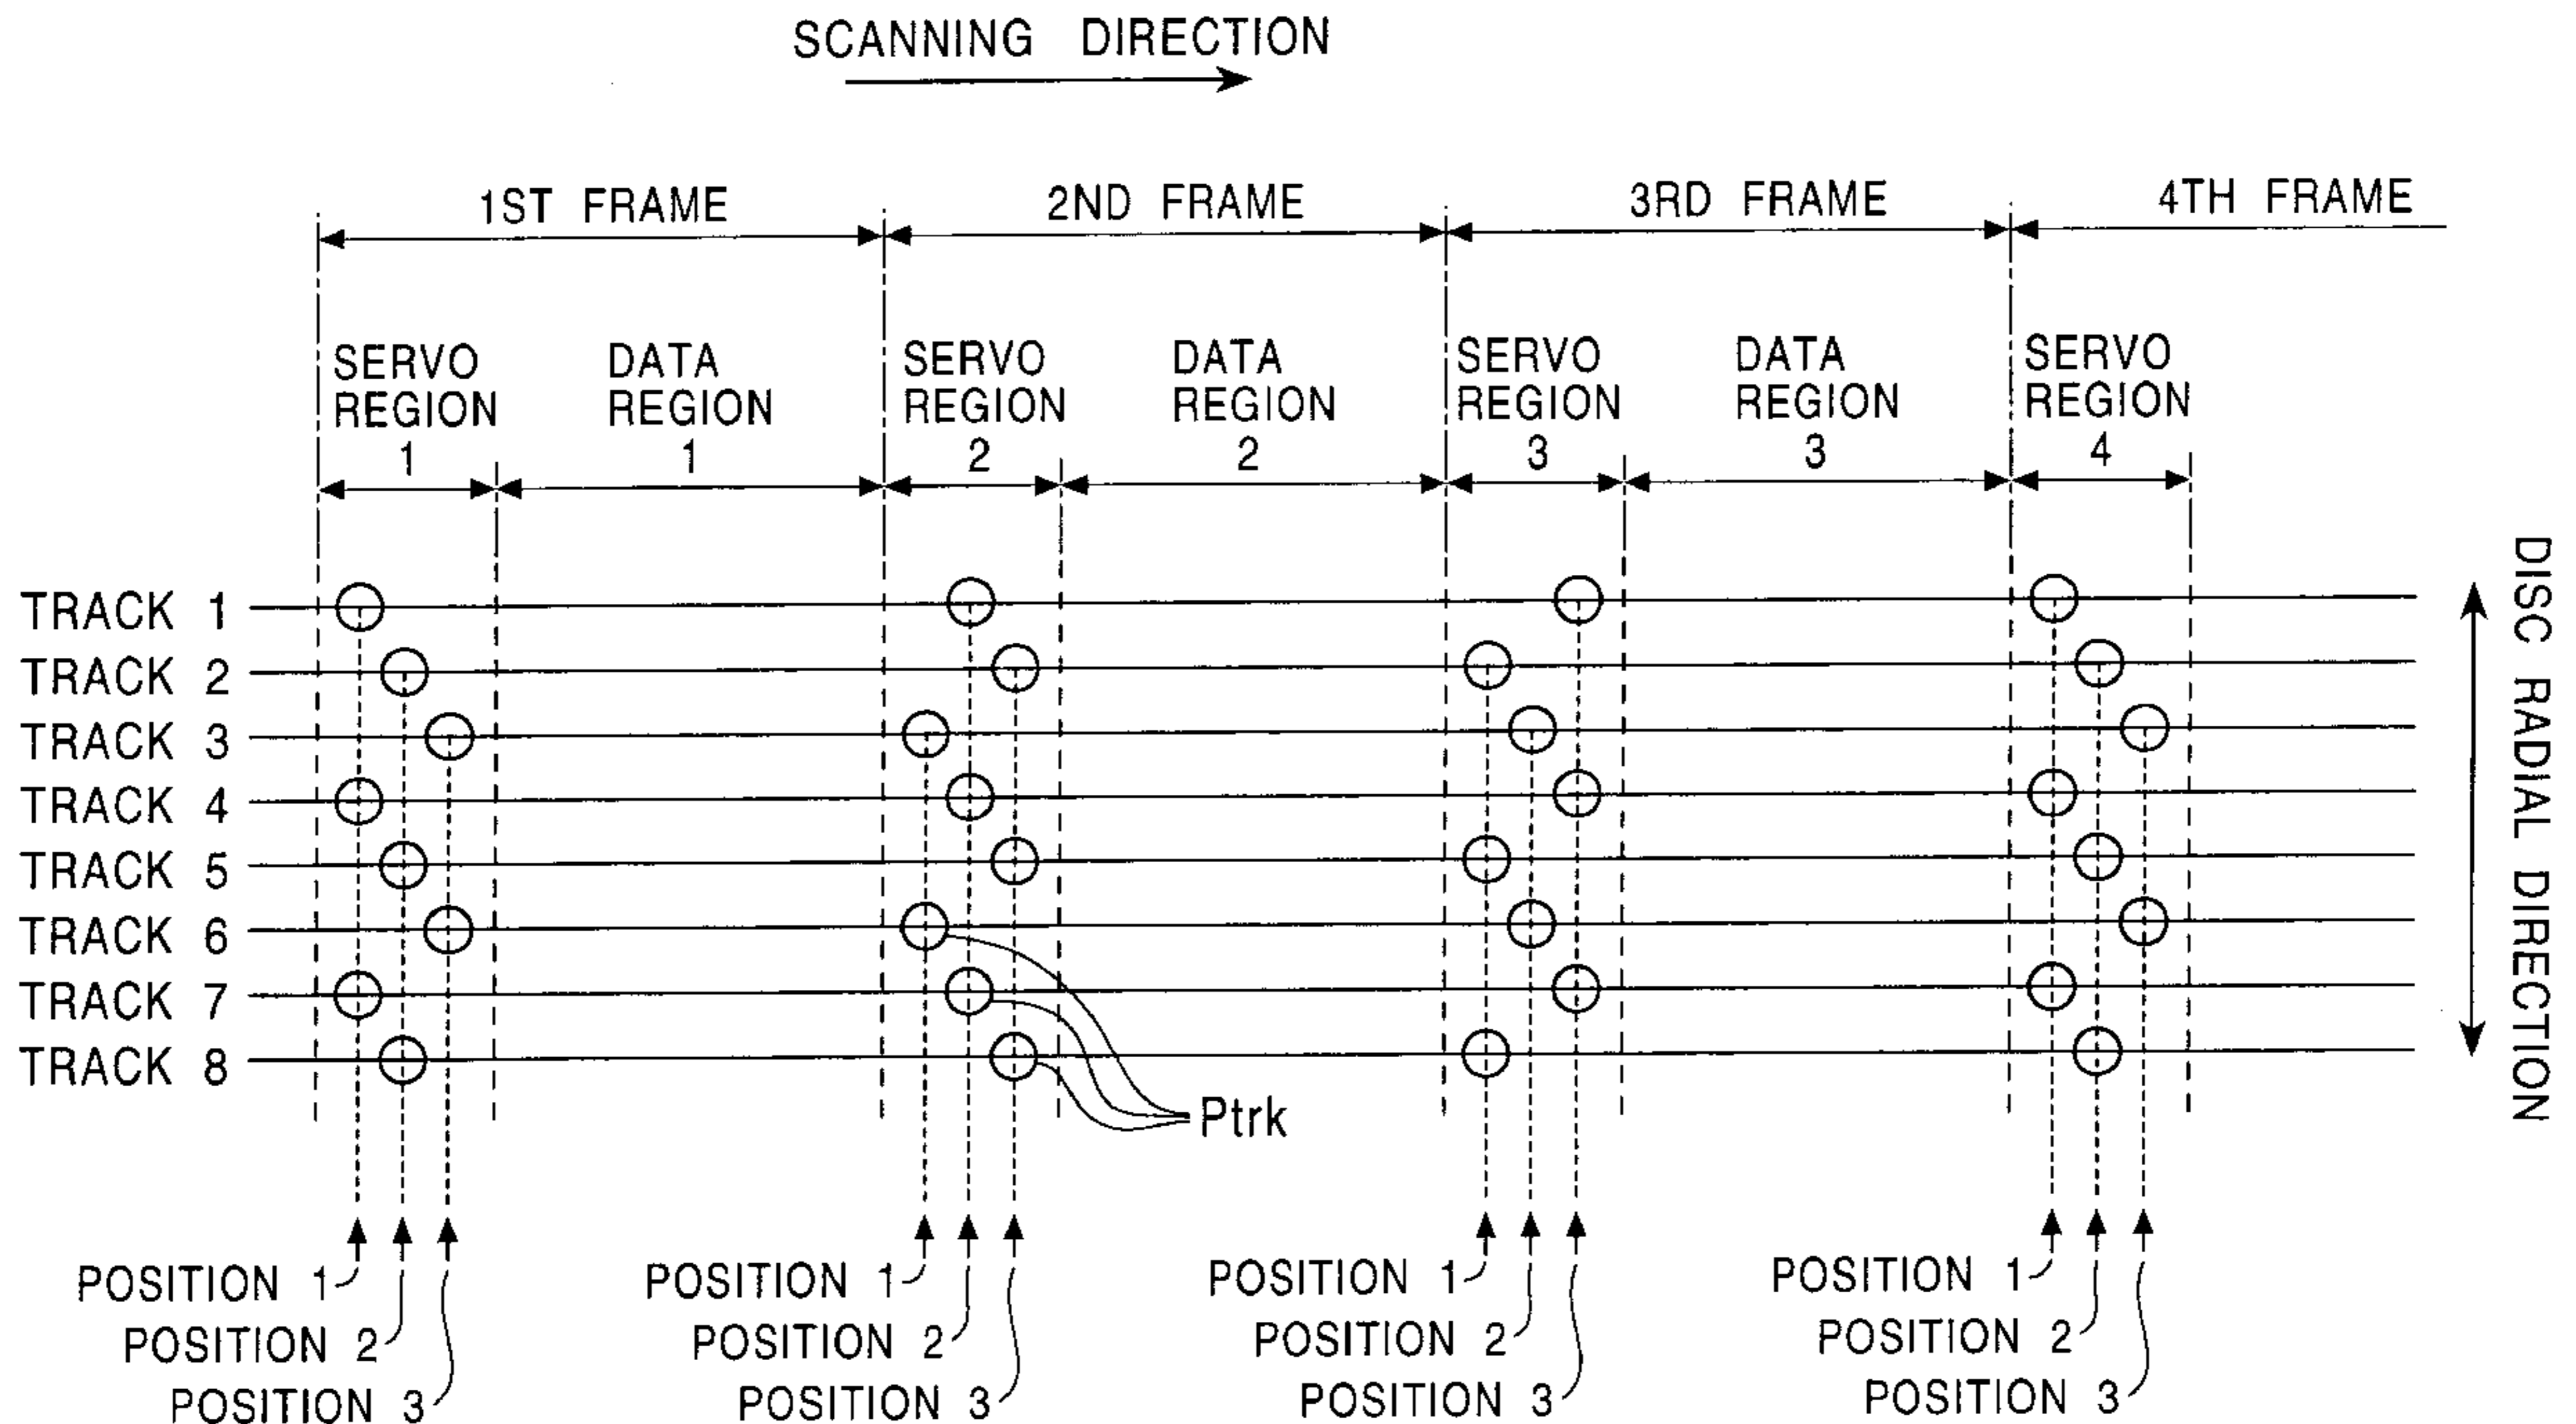 SCANNING DIRECTION
1ST FRAME
2ND FRAME
3RD FRAME
4TH FRAME
SERVO REGION 1
DATA REGION 1
SERVO REGION 2
DATA REGION 2
SERVO REGION 3
DATA REGION 3
SERVO REGION 4
TRACK 1
TRACK 2
TRACK 3
TRACK 4
TRACK 5
TRACK 6
TRACK 7
TRACK 8
DISC RADIAL DIRECTION
Ptrk
POSITION 1
POSITION 2
POSITION 3
POSITION 1
POSITION 2
POSITION 3
POSITION 1
POSITION 2
POSITION 3
POSITION 1
POSITION 2
POSITION 3